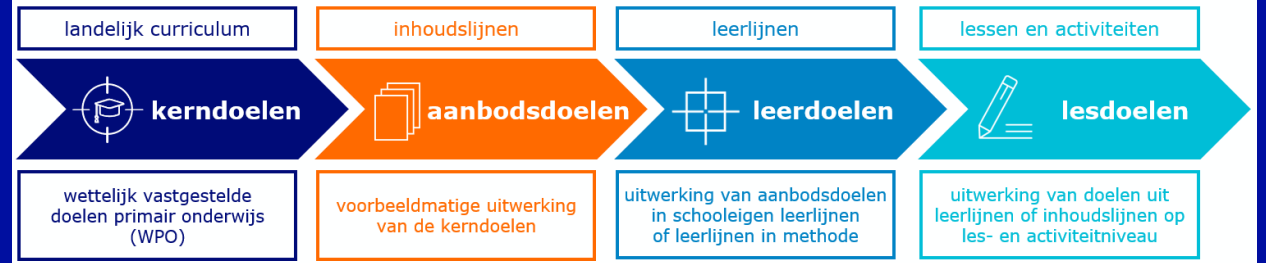 landelijk curriculum
inhoudslijnen
leerlijnen
lessen en activiteiten
kerndoelen
aanbodsdoelen
leerdoelen
lesdoelen
wettelijk vastgestelde
doelen primair onderwijs
(WPO)
voorbeeldmatige uitwerking
van de kerndoelen
uitwerking van aanbodsdoelen
in schooleigen leerlijnen
of leerlijnen in methode
uitwerking van doelen uit
leerlijnen of inhoudslijnen op
les- en activiteitniveau